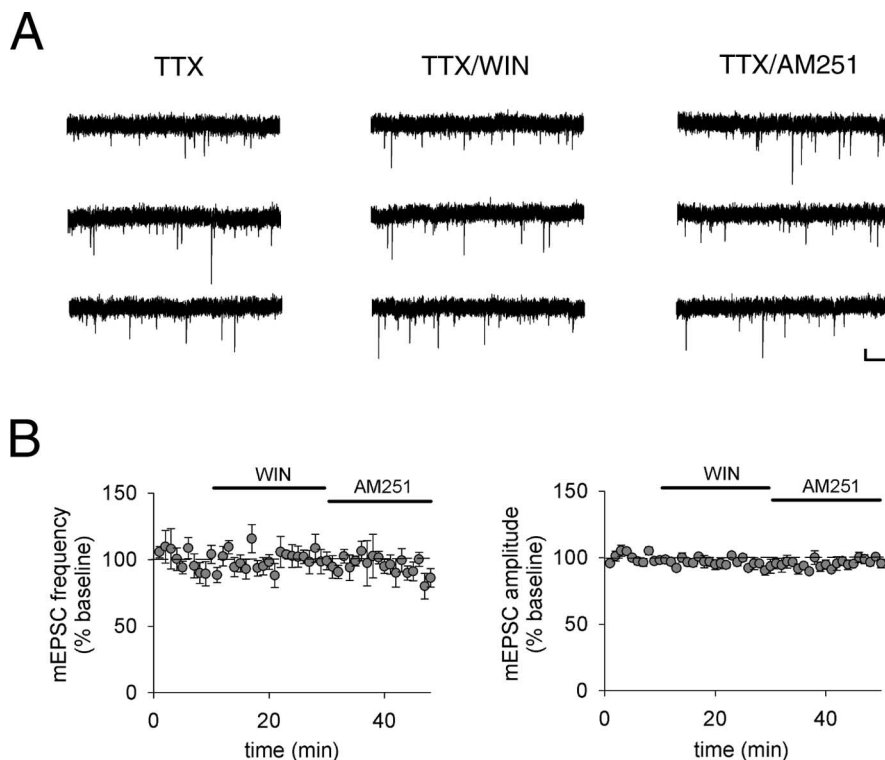 A
TTX
TTX/WIN
TTX/AM251
B
WIN
AM251
150
100
50
0
mEPSC frequency
(% baseline)
0
20
40
time (min)
WIN
AM251
150
100
50
0
mEPSC amplitude
(% baseline)
0
20
40
time (min)